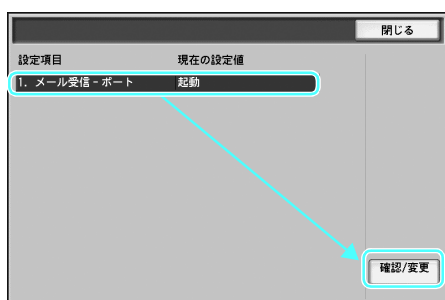 閉じる
設定項目 現在の設定値
1. メール受信 - ポート 起動
確認/変更